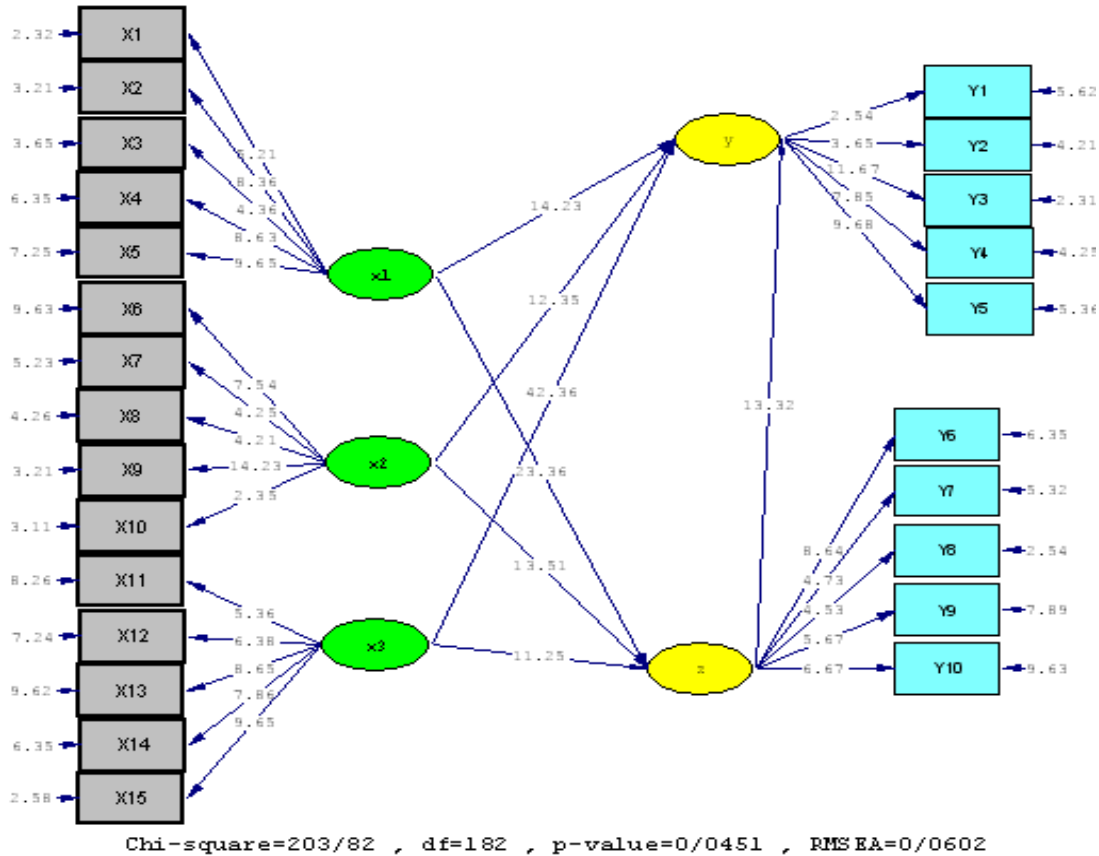 2.32 X1
3.21 X2
3.65 X3
6.35 X4
7.25 X5
9.63 X6
5.23 X7
4.26 X8
3.21 X9
3.11 X10
8.26 X11
7.24 X12
9.62 X13
6.35 X14
2.58 X15
5.21
8.36
4.36
8.63
9.65
7.54
4.25
4.21
14.23
2.35
5.36
6.38
8.65
7.86
9.65
x1
x2
x3
14.23
12.35
42.36
23.36
13.51
11.25
13.32
y
z
2.54
3.65
11.67
7.85
9.68
8.64
4.73
4.53
5.67
6.67
Y1 5.62
Y2 4.21
Y3 2.31
Y4 4.25
Y5 5.36
Y6 6.35
Y7 5.32
Y8 2.54
Y9 7.89
Y10 9.63
Chi-square=203/82 , df=182 , p-value=0/0451 , RMSEA=0/0602